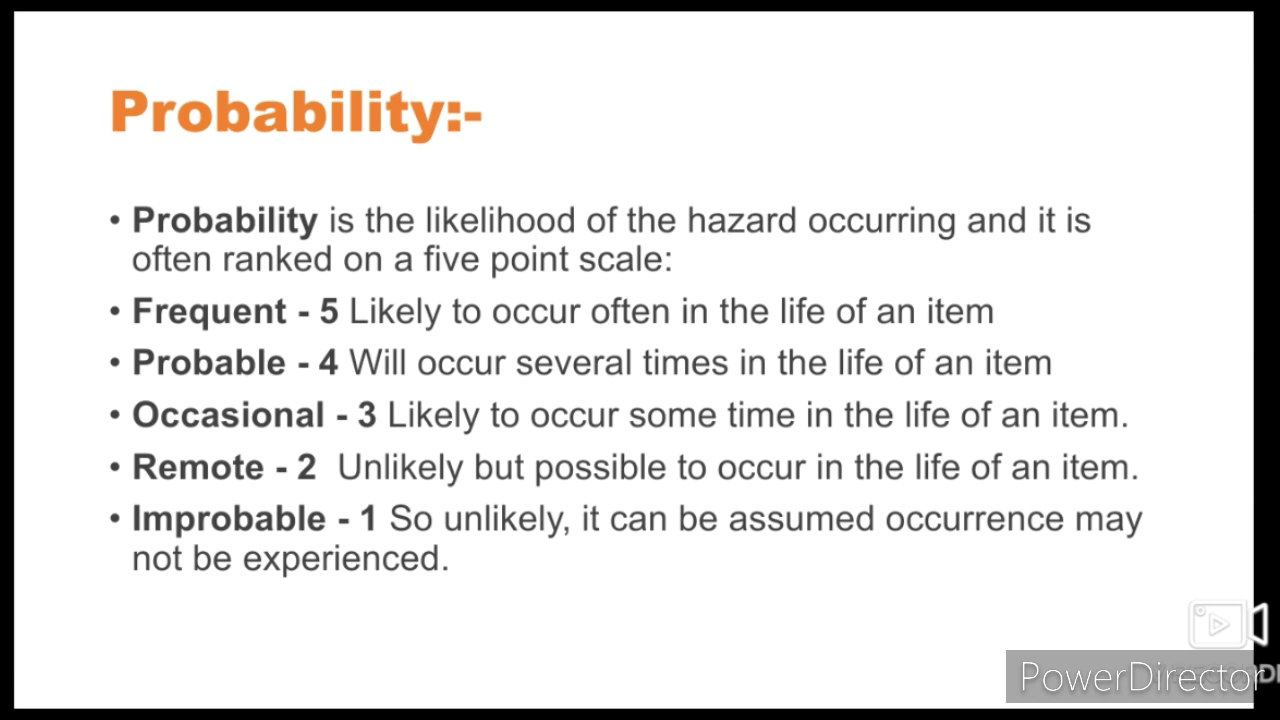 Probability:-
• Probability is the likelihood of the hazard occurring and it is
often ranked on a five point scale:
• Frequent - 5 Likely to occur often in the life of an item
• Probable - 4 Will occur several times in the life of an item
• Occasional - 3 Likely to occur some time in the life of an item.
• Remote - 2  Unlikely but possible to occur in the life of an item.
• Improbable - 1 So unlikely, it can be assumed occurrence may
not be experienced.
PowerDirector